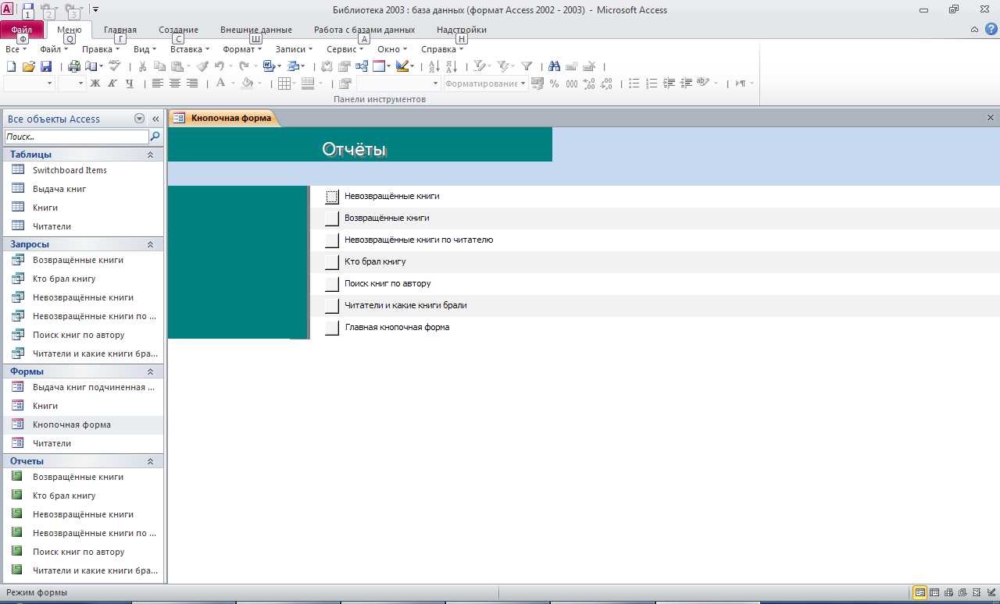 1 2 3
Библиотека 2003 : база данных (формат Access 2002 - 2003) - Microsoft Access
Файл Меню Главная Создание Внешние данные Работа с базами данных Надстройки
Ф Q Г С Ш А Н
Все Файл Правка Вид Вставка Формат Записи Сервис Окно Справка
Ж К Ч Форматирование % 000
Панели инструментов
Все объекты Access
Поиск...
Таблицы
Switchboard Items
Выдача книг
Книги
Читатели
Запросы
Возвращённые книги
Кто брал книгу
Невозвращённые книги
Невозвращённые книги по ...
Поиск книг по автору
Читатели и какие книги бра...
Формы
Выдача книг подчиненная ...
Книги
Кнопочная форма
Читатели
Отчеты
Возвращённые книги
Кто брал книгу
Невозвращённые книги
Невозвращённые книги по ...
Поиск книг по автору
Читатели и какие книги бра...
Кнопочная форма
Отчёты
Невозвращённые книги
Возвращённые книги
Невозвращённые книги по читателю
Кто брал книгу
Поиск книг по автору
Читатели и какие книги брали
Главная кнопочная форма
Режим формы